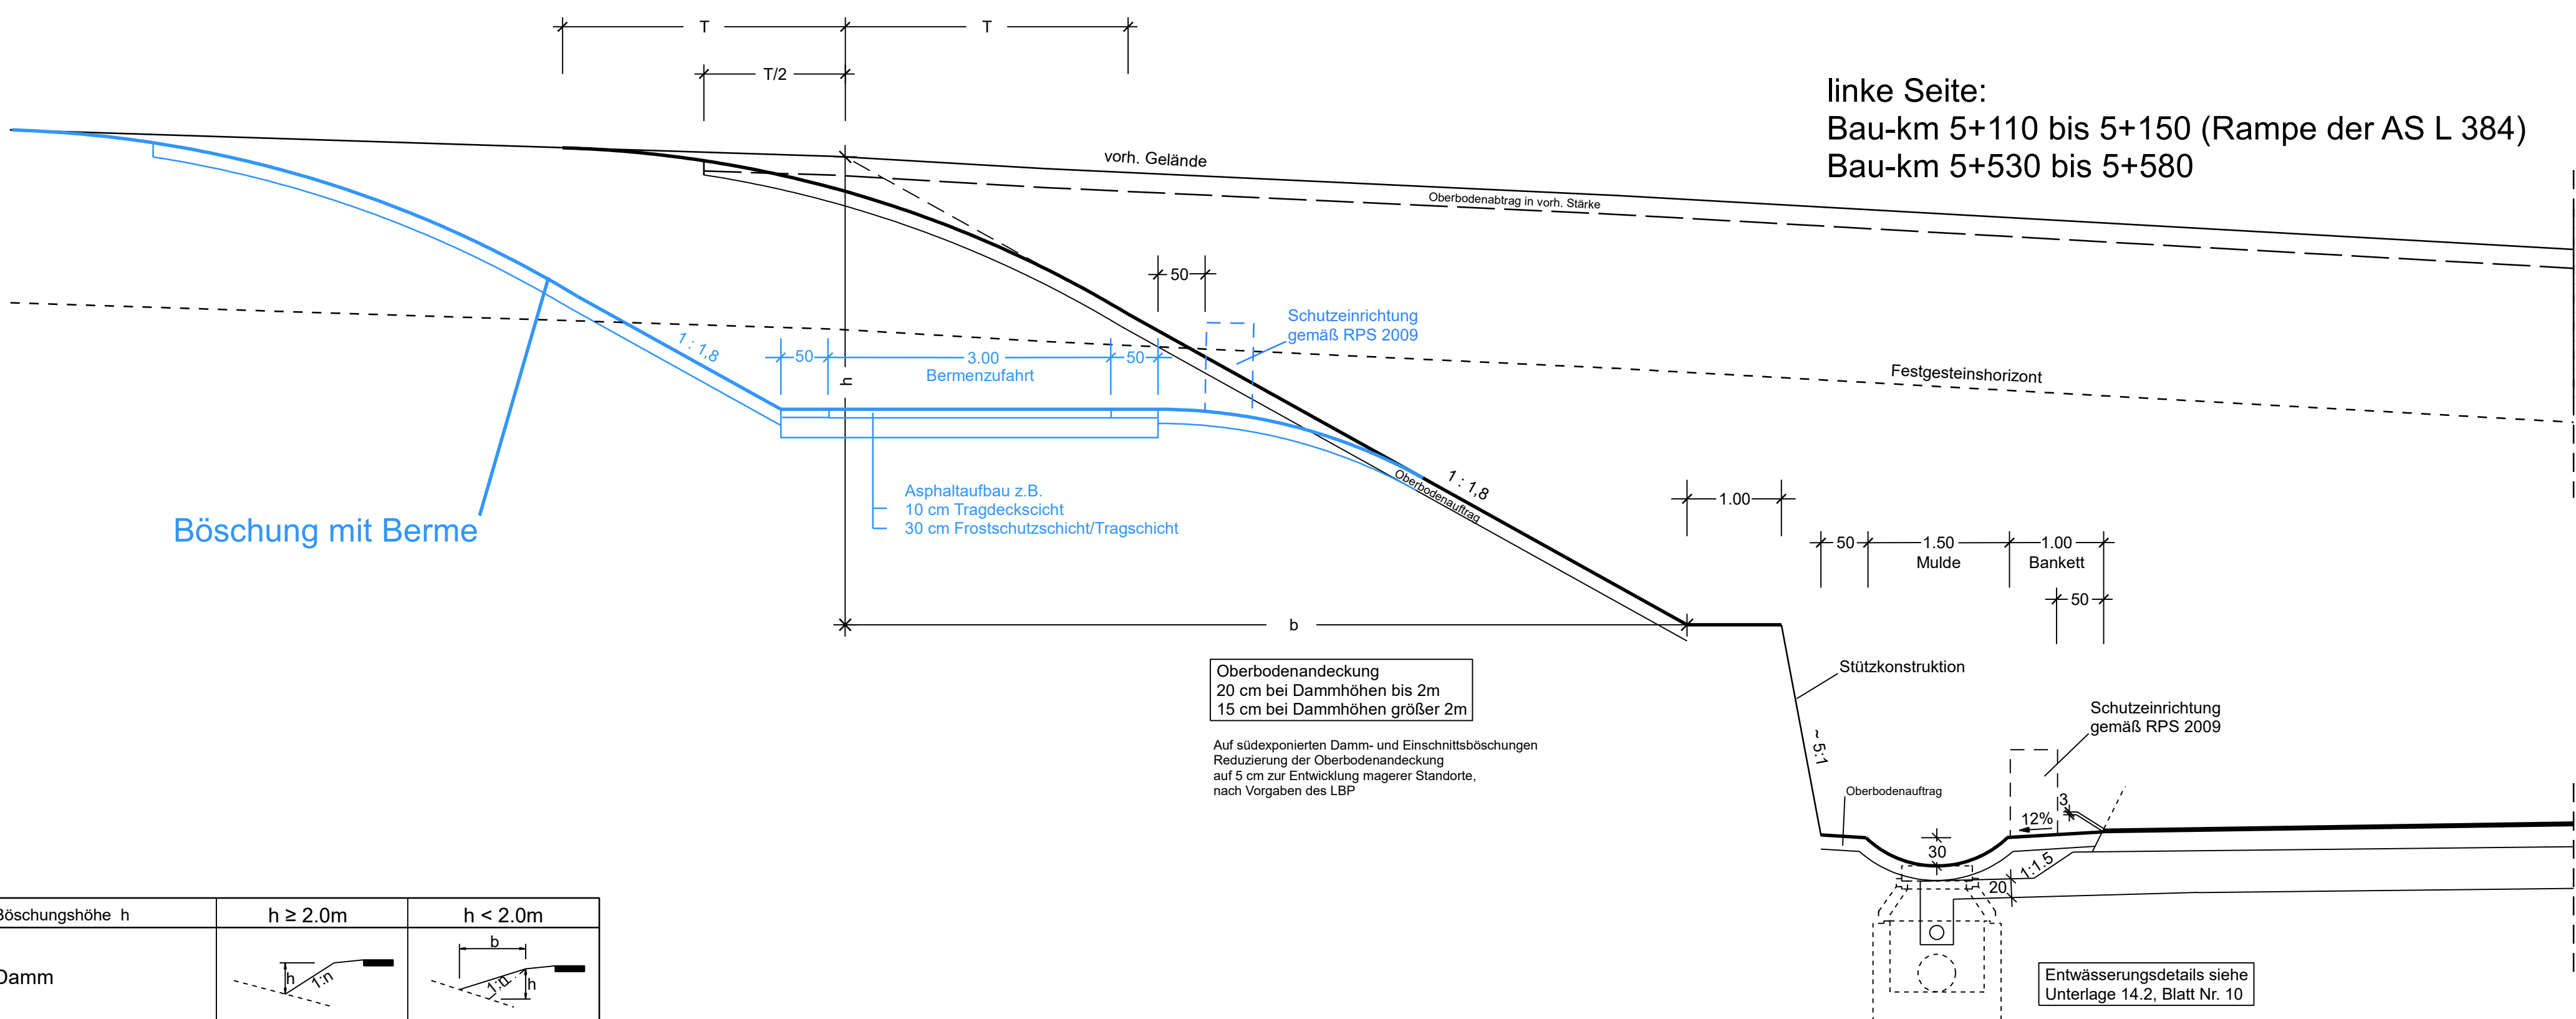 T
T
T/2
linke Seite:
Bau-km 5+110 bis 5+150 (Rampe der AS L 384)
Bau-km 5+530 bis 5+580
vorh. Gelände
Oberbodenabtrag in vorh. Stärke
50
Schutzeinrichtung
gemäß RPS 2009
1 : 1,8
50
3.00
50
Bermenzufahrt
h
Festgesteinshorizont
Asphaltaufbau z.B.
10 cm Tragdeckscicht
30 cm Frostschutzschicht/Tragschicht
Böschung mit Berme
1 : 1,8
Oberbodenauftrag
1.00
50
1.50
1.00
Mulde
Bankett
50
b
Oberbodenandeckung
20 cm bei Dammhöhen bis 2m
15 cm bei Dammhöhen größer 2m
Auf südexponierten Damm- und Einschnittsböschungen
Reduzierung der Oberbodenandeckung
auf 5 cm zur Entwicklung magerer Standorte,
nach Vorgaben des LBP
Stützkonstruktion
~ 5:1
Schutzeinrichtung
gemäß RPS 2009
Oberbodenauftrag
3
12%
30
1:1.5
20
Böschungshöhe h
h ≥ 2.0m
h < 2.0m
Damm
h
1:n
b
1:n
h
Entwässerungsdetails siehe
Unterlage 14.2, Blatt Nr. 10